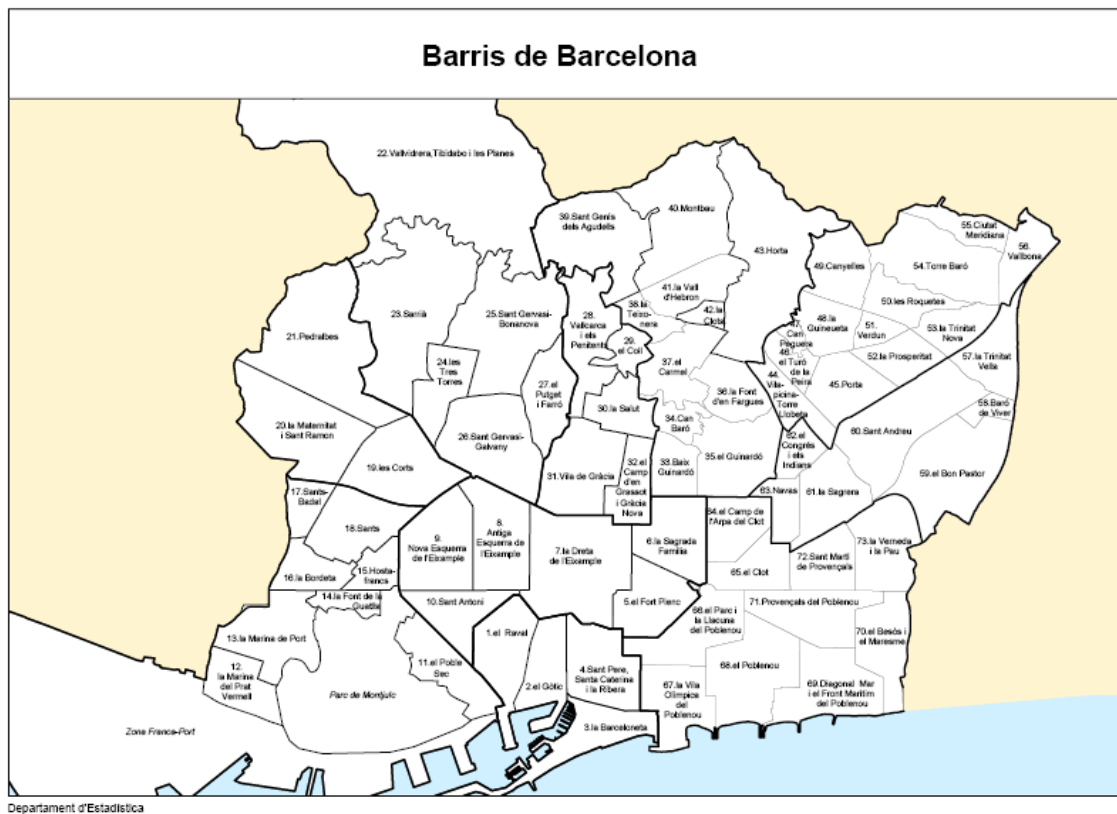 Barris de Barcelona
22.Vallvidrera,Tibidabo i les Planes
39.Sant Genís
dels Agudells
40.Montbau
43.Horta
55.Ciutat
Meridiana
56.
Vallbona
49.Canyelles
54.Torre Baró
50.les Roquetes
41.la Vall
d'Hebron
42.la
Clota
38.la
Teixo-
nera
23.Sarrià
25.Sant Gervasi-
Bonanova
28.
Vallcarca
i els
Penitents
29.
el Coll
47.
Can
Peguera
48.la
Guineueta
51.
Verdun
53.la Trinitat
Nova
21.Pedralbes
24.les
Tres
Torres
27.el
Putget
i Farró
37.el
Carmel
46.
el Turó
de la
Peira
52.la Prosperitat
57.la Trinitat
Vella
44.
Vila-
picina-
Torre
Llobeta
45.Porta
36.la Font
d'en Fargues
58.Baró
de Viver
30.la Salut
34.Can
Baró
20.la Maternitat
i Sant Ramon
26.Sant Gervasi-
Galvany
60.Sant Andreu
62.el
Congrés
i els
Indians
19.les Corts
31.Vila de Gràcia
32.el
Camp
d'en
Grassot
i Gràcia
Nova
33.Baix
Guinardó
35.el Guinardó
59.el Bon Pastor
17.Sants-
Badal
63.Navas
61.la Sagrera
18.Sants
9.
Nova Esquerra
de l'Eixample
8.
Antiga
Esquerra de
l'Eixample
7.la Dreta
de l'Eixample
6.la Sagrada
Família
64.el Camp de
l'Arpa del Clot
72.Sant Martí
de Provençals
73.la Verneda
i la Pau
16.la Bordeta
15.Hosta-
francs
65.el Clot
14.la Font de la
Guatlla
10.Sant Antoni
5.el Fort Pienc
66.el Parc i
la Llacuna
del Poblenou
71.Provençals del Poblenou
13.la Marina de Port
1.el Raval
70.el Besòs i
el Maresme
12.
la Marina
del Prat
Vermell
11.el Poble
Sec
4.Sant Pere,
Santa Caterina
i la Ribera
68.el Poblenou
Parc de Montjuïc
2.el Gòtic
67.la Vila
Olímpica
del
Poblenou
69.Diagonal Mar
i el Front Marítim
del Poblenou
Zona Franca-Port
3.la Barceloneta
Departament d'Estadística